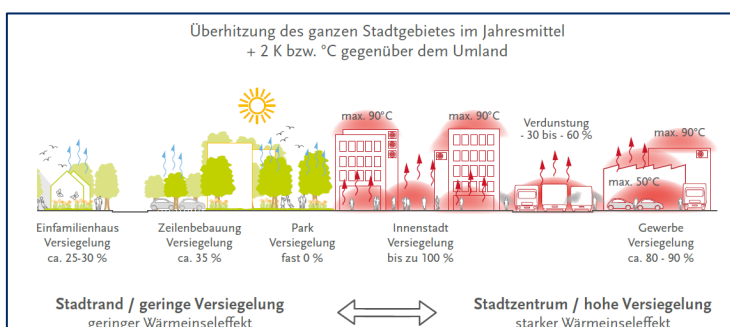 Überhitzung des ganzen Stadtgebietes im Jahresmittel
+ 2 K bzw. °C gegenüber dem Umland
max. 90°C
max. 90°C
Verdunstung
- 30 bis - 60 %
max. 90°C
max. 50°C
Einfamilienhaus
Versiegelung
ca. 25-30 %
Zeilenbebauung
Versiegelung
ca. 35 %
Park
Versiegelung
fast 0 %
Innenstadt
Versiegelung
bis zu 100 %
Gewerbe
Versiegelung
ca. 80 - 90 %
Stadtrand / geringe Versiegelung
geringer Wärmeinseleffekt
Stadtzentrum / hohe Versiegelung
starker Wärmeinseleffekt